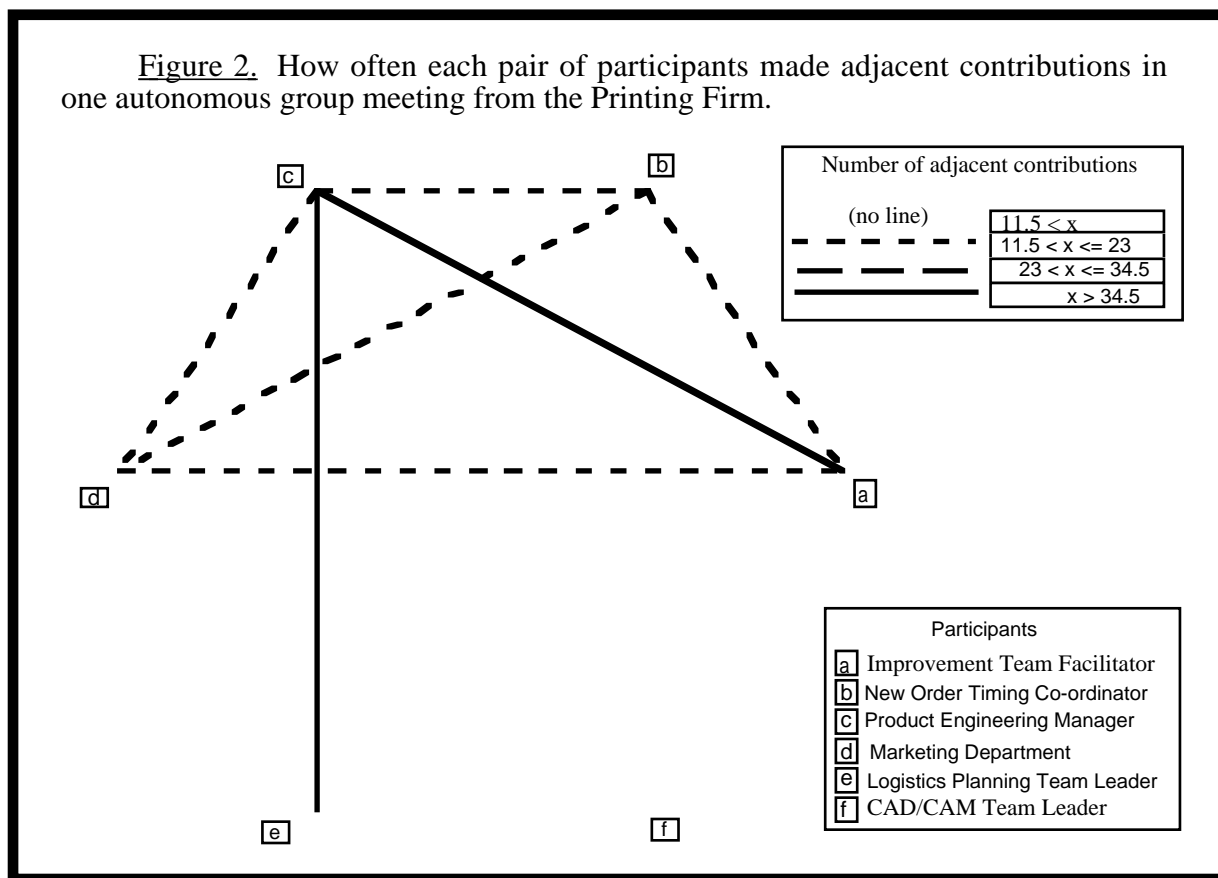 Figure 2. How often each pair of participants made adjacent contributions in
one autonomous group meeting from the Printing Firm.
c
b
Number of adjacent contributions
(no line) 11.5 < x
11.5 < x <= 23
23 < x <= 34.5
x > 34.5
d
a
Participants
a Improvement Team Facilitator
b New Order Timing Co-ordinator
c Product Engineering Manager
d Marketing Department
e Logistics Planning Team Leader
f CAD/CAM Team Leader
e
f